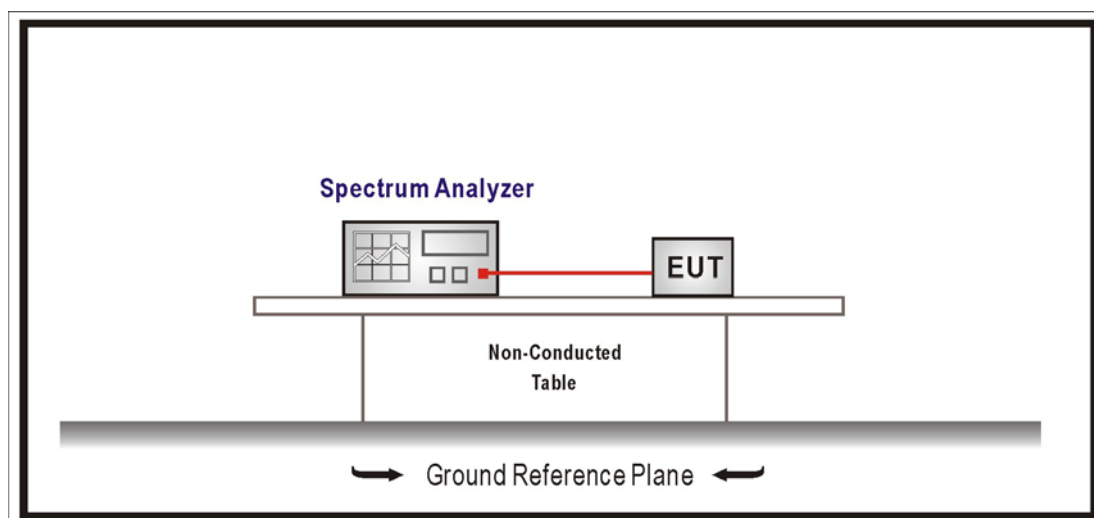 Spectrum Analyzer
EUT
Non-Conducted
Table
Ground Reference Plane